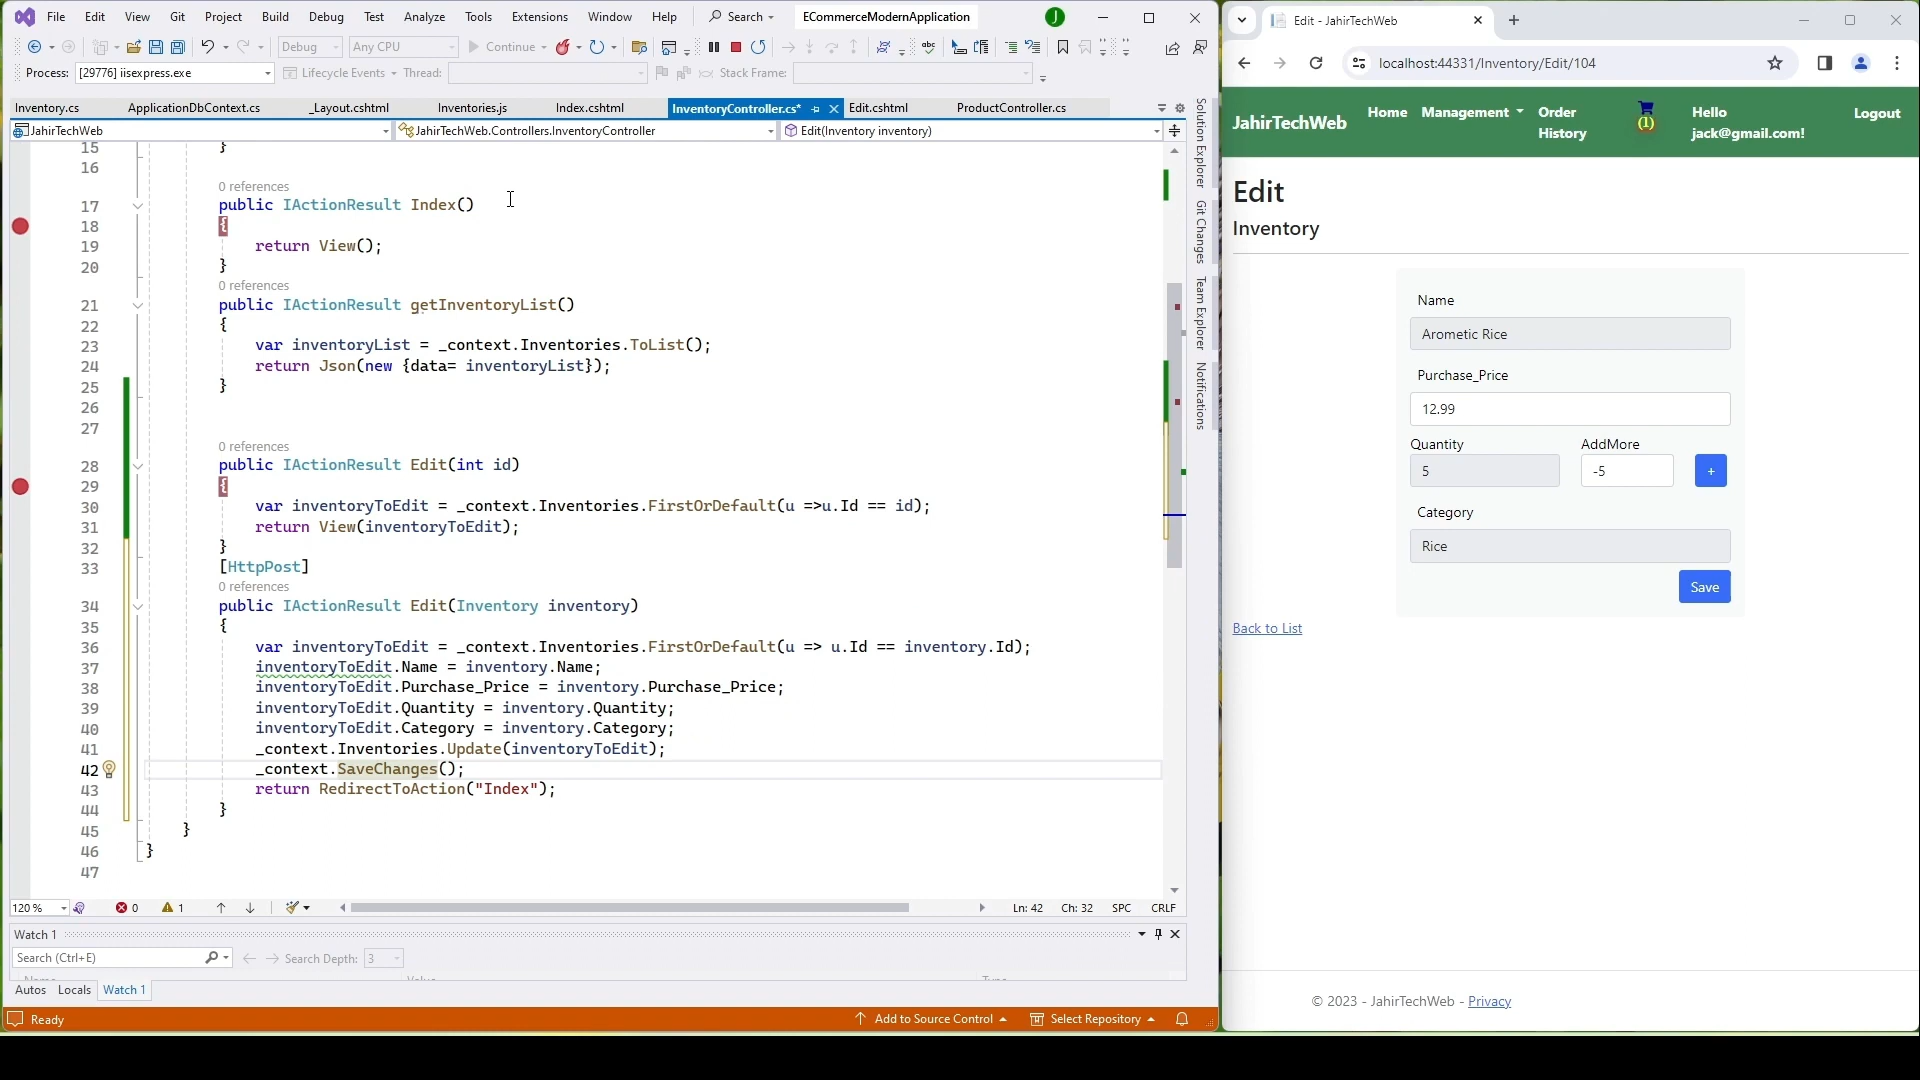 File Edit View Git Project Build Debug Test Analyze Tools Extensions Window Help Search ECommerceModernApplication J
Debug Any CPU Continue
Process: [29776] iisexpress.exe Lifecycle Events Thread: Stack Frame:
Inventory.cs ApplicationDbContext.cs _Layout.cshtml Inventories.js Index.cshtml InventoryController.cs* Edit.cshtml ProductController.cs
JahirTechWeb JahirTechWeb.Controllers.InventoryController Edit(Inventory inventory)
15 }
16
0 references
17 public IActionResult Index()
18 {
19 return View();
20 }
0 references
21 public IActionResult getInventoryList()
22 {
23 var inventoryList = _context.Inventories.ToList();
24 return Json(new {data= inventoryList});
25 }
26
27
0 references
28 public IActionResult Edit(int id)
29 {
30 var inventoryToEdit = _context.Inventories.FirstOrDefault(u =>u.Id == id);
31 return View(inventoryToEdit);
32 }
33 [HttpPost]
0 references
34 public IActionResult Edit(Inventory inventory)
35 {
36 var inventoryToEdit = _context.Inventories.FirstOrDefault(u => u.Id == inventory.Id);
37 inventoryToEdit.Name = inventory.Name;
38 inventoryToEdit.Purchase_Price = inventory.Purchase_Price;
39 inventoryToEdit.Quantity = inventory.Quantity;
40 inventoryToEdit.Category = inventory.Category;
41 _context.Inventories.Update(inventoryToEdit);
42 _context.SaveChanges();
43 return RedirectToAction("Index");
44 }
45 }
46 }
47
120 % 0 1 Ln: 42 Ch: 32 SPC CRLF
Watch 1
Search (Ctrl+E) Search Depth: 3
Name Value Type
Autos Locals Watch 1
Ready Add to Source Control Select Repository
Solution Explorer
Git Changes
Team Explorer
Notifications
Edit - JahirTechWeb
localhost:44331/Inventory/Edit/104
JahirTechWeb Home Management Order History (1) Hello jack@gmail.com! Logout
Edit
Inventory
Name
Arometic Rice
Purchase_Price
12.99
Quantity AddMore
5 -5 +
Category
Rice
Save
Back to List
© 2023 - JahirTechWeb - Privacy